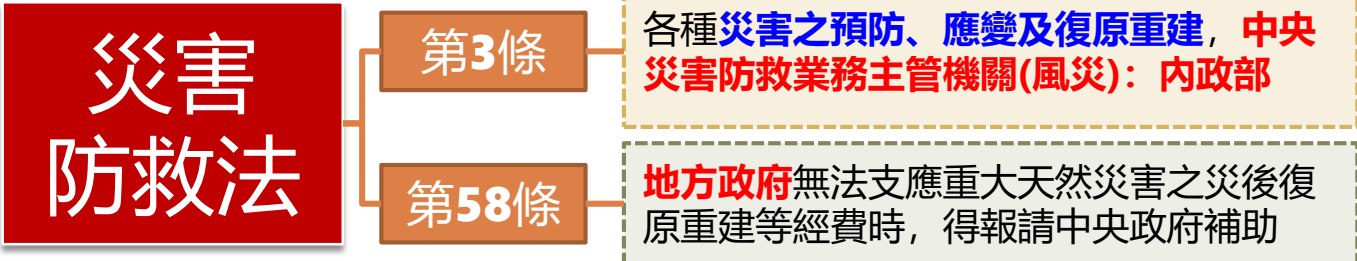 災害
防救法
第3條
各種災害之預防、應變及復原重建，中央
災害防救業務主管機關(風災)：內政部
第58條
地方政府無法支應重大天然災害之災後復
原重建等經費時，得報請中央政府補助